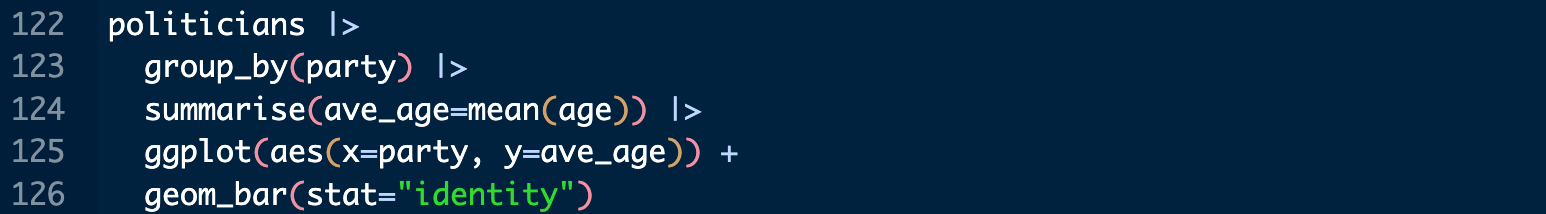 122 politicians |>
123 group_by(party) |>
124 summarise(ave_age=mean(age)) |>
125 ggplot(aes(x=party, y=ave_age)) +
126 geom_bar(stat="identity")